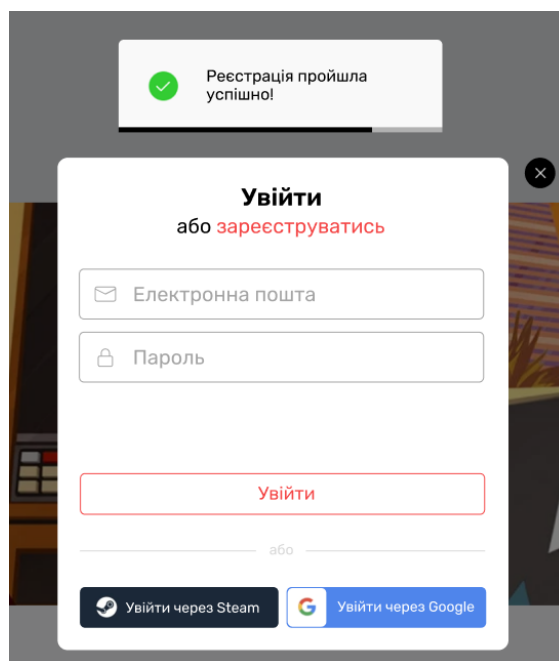 Реєстрація пройшла
успішно!
Увійти
або зареєструватись
Електронна пошта
Пароль
Увійти
або
Увійти через Steam
Увійти через Google